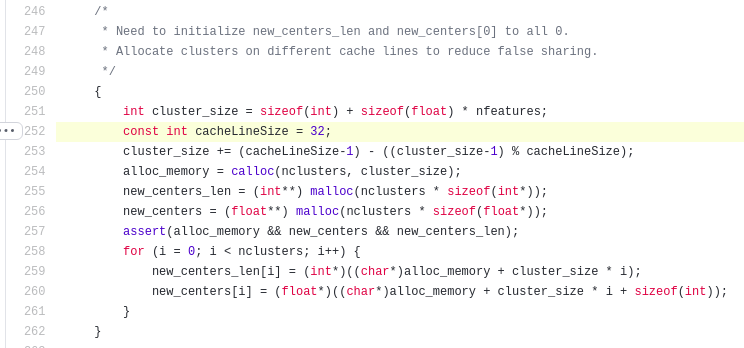 246 /*
247 * Need to initialize new_centers_len and new_centers[0] to all 0.
248 * Allocate clusters on different cache lines to reduce false sharing.
249 */
250 {
251 int cluster_size = sizeof(int) + sizeof(float) * nfeatures;
252 const int cacheLineSize = 32;
253 cluster_size += (cacheLineSize-1) - ((cluster_size-1) % cacheLineSize);
254 alloc_memory = calloc(nclusters, cluster_size);
255 new_centers_len = (int**) malloc(nclusters * sizeof(int*));
256 new_centers = (float**) malloc(nclusters * sizeof(float*));
257 assert(alloc_memory && new_centers && new_centers_len);
258 for (i = 0; i < nclusters; i++) {
259 new_centers_len[i] = (int*)((char*)alloc_memory + cluster_size * i);
260 new_centers[i] = (float*)((char*)alloc_memory + cluster_size * i + sizeof(int));
261 }
262 }